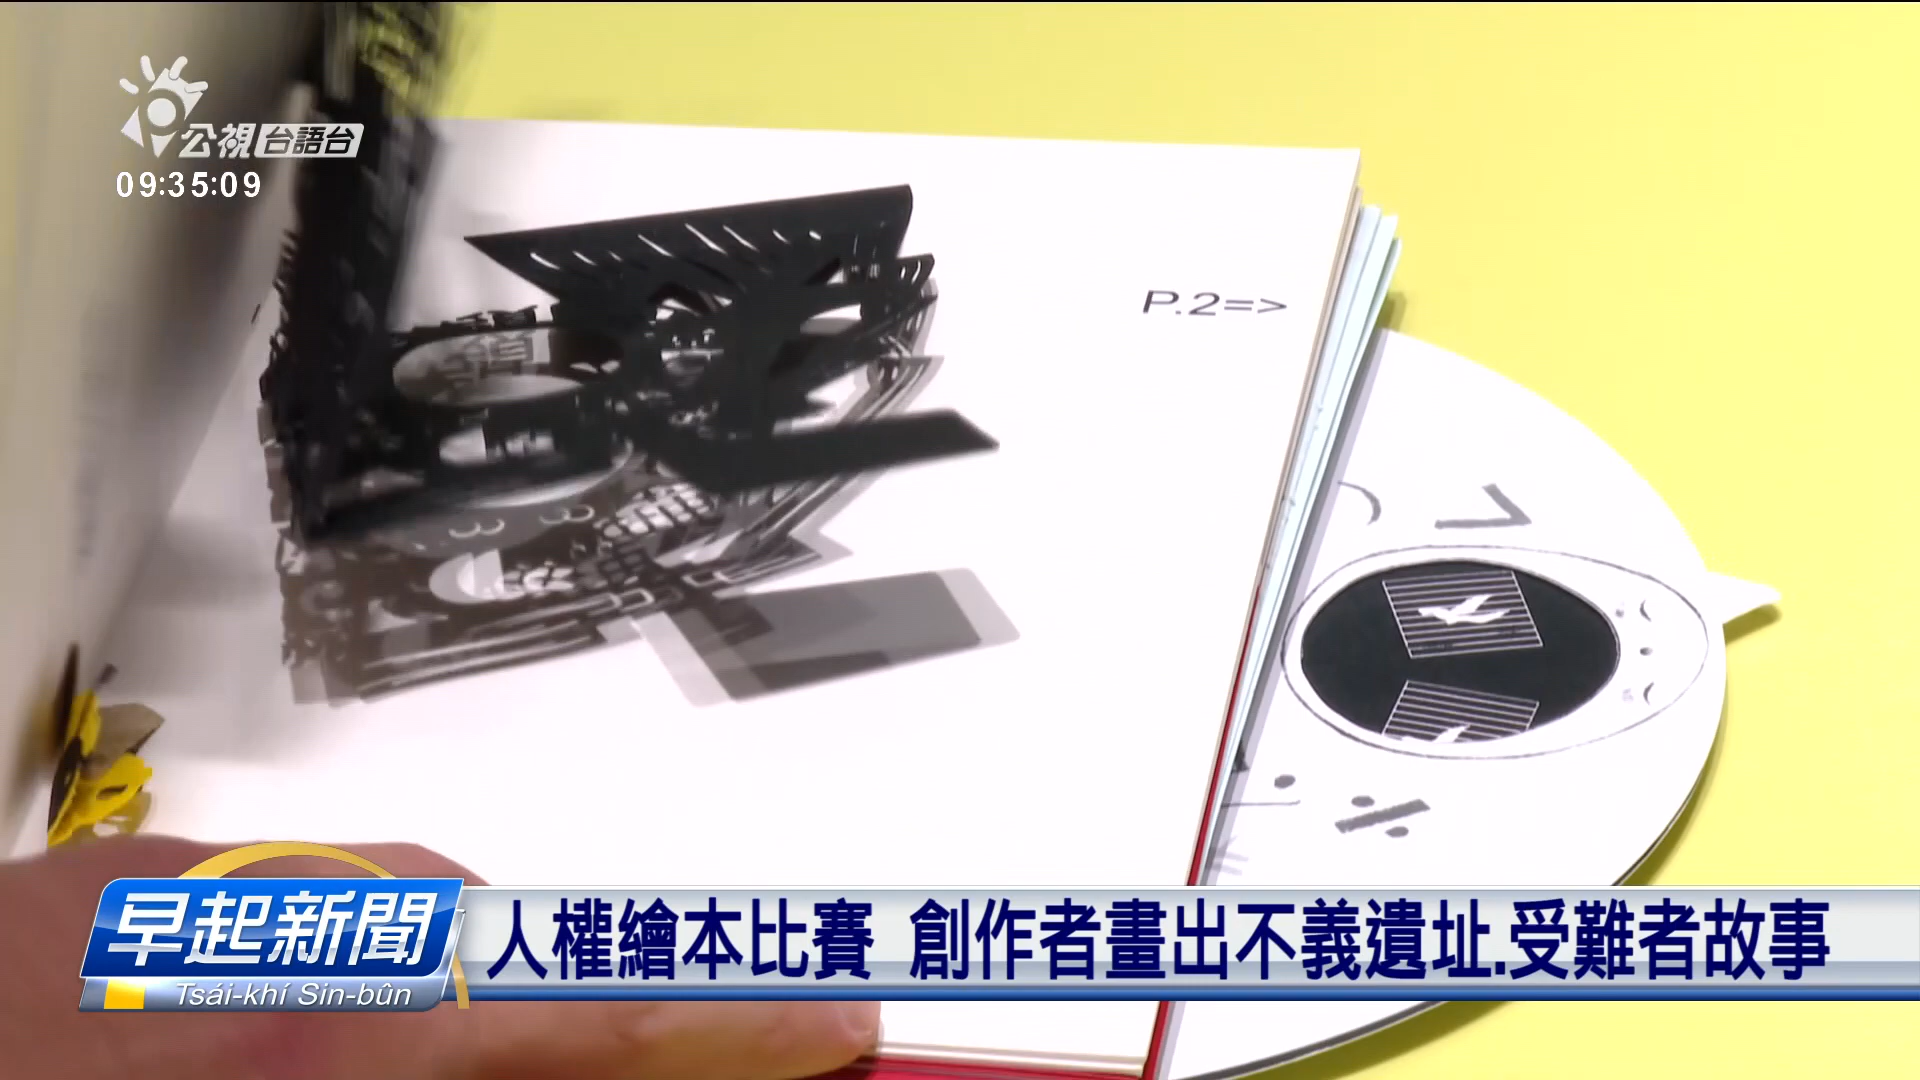 公視 台語台
09:35:09
P.2=>
早起新聞
Tsái-khí Sin-bûn
人權繪本比賽 創作者畫出不義遺址.受難者故事